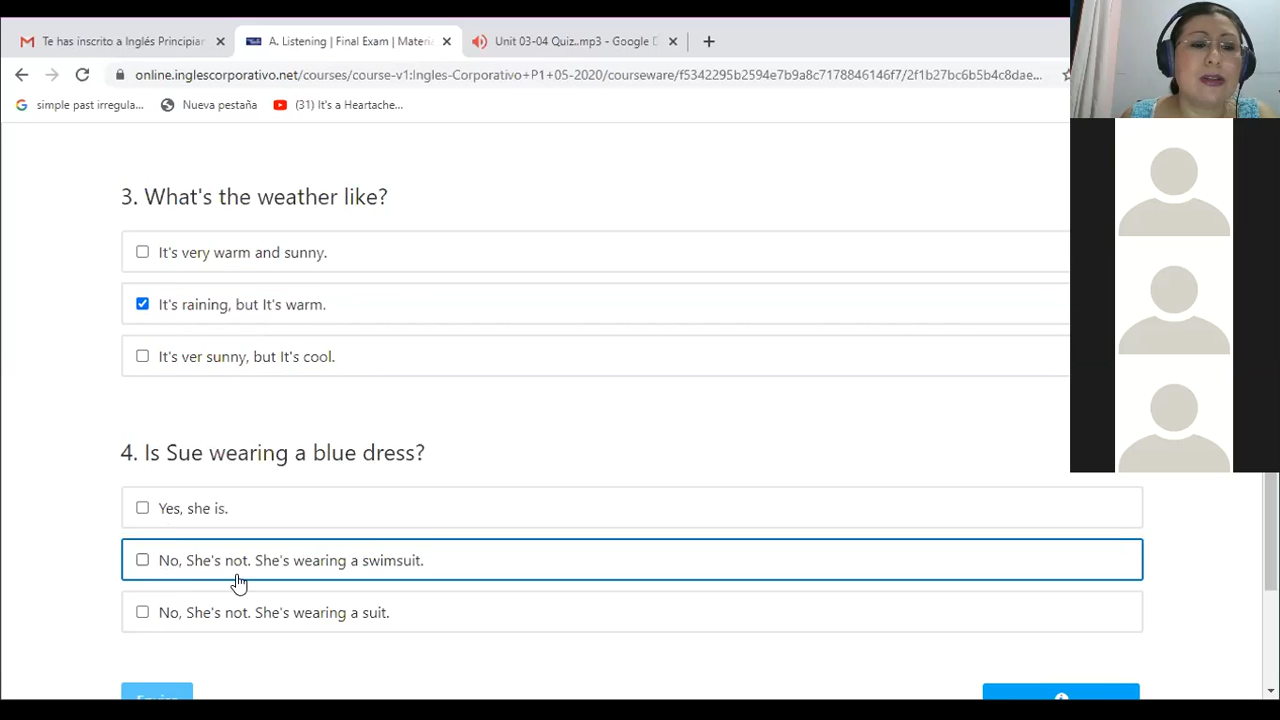 Te has inscrito a Inglés Principian
A. Listening | Final Exam | Materia
Unit 03-04 Quiz..mp3 - Google D
online.inglescorporativo.net/courses/course-v1:Ingles-Corporativo+P1+05-2020/courseware/f5342295b2594e7b9a8c7178846146f7/2f1b27bc6b5b4c8dae...
simple past irregula... Nueva pestaña (31) It's a Heartache...
3. What's the weather like?
It's very warm and sunny.
It's raining, but It's warm.
It's ver sunny, but It's cool.
4. Is Sue wearing a blue dress?
Yes, she is.
No, She's not. She's wearing a swimsuit.
No, She's not. She's wearing a suit.